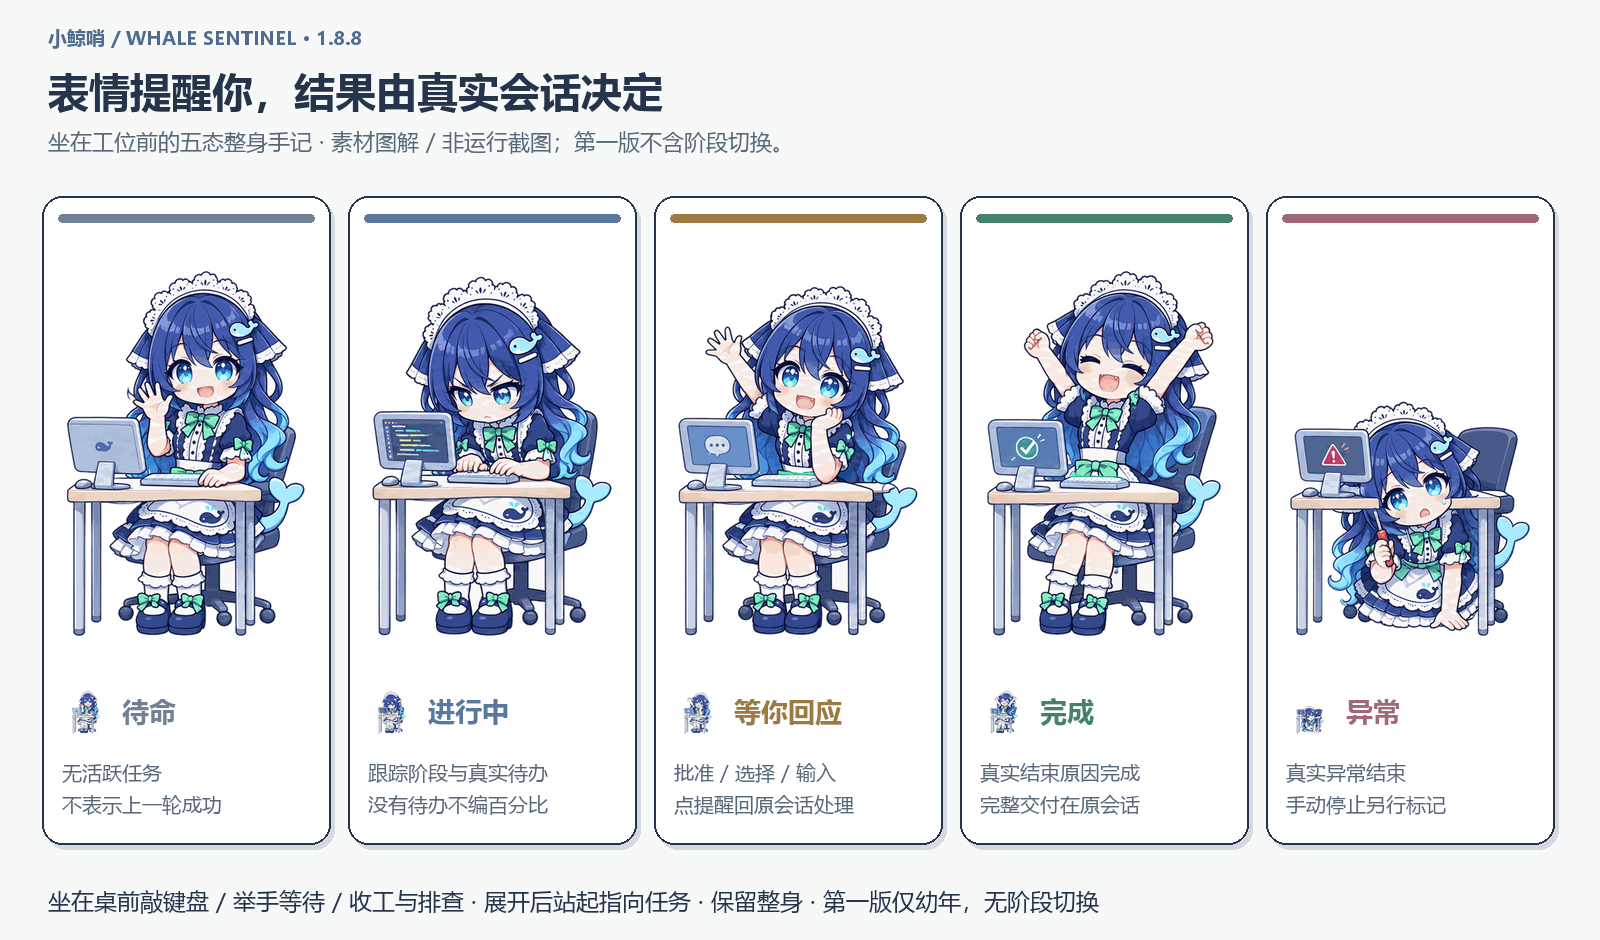 小鲸哨 / WHALE SENTINEL • 1.8.8
表情提醒你，结果由真实会话决定
坐在工位前的五态整身手记 · 素材图解 / 非运行截图；第一版不含阶段切换。
待命
无活跃任务
不表示上一轮成功
进行中
跟踪阶段与真实待办
没有待办不编百分比
等你回应
批准 / 选择 / 输入
点提醒回原会话处理
完成
真实结束原因完成
完整交付在原会话
异常
真实异常结束
手动停止另行标记
坐在桌前敲键盘 / 举手等待 / 收工与排查 · 展开后站起指向任务 · 保留整身 · 第一版仅幼年，无阶段切换